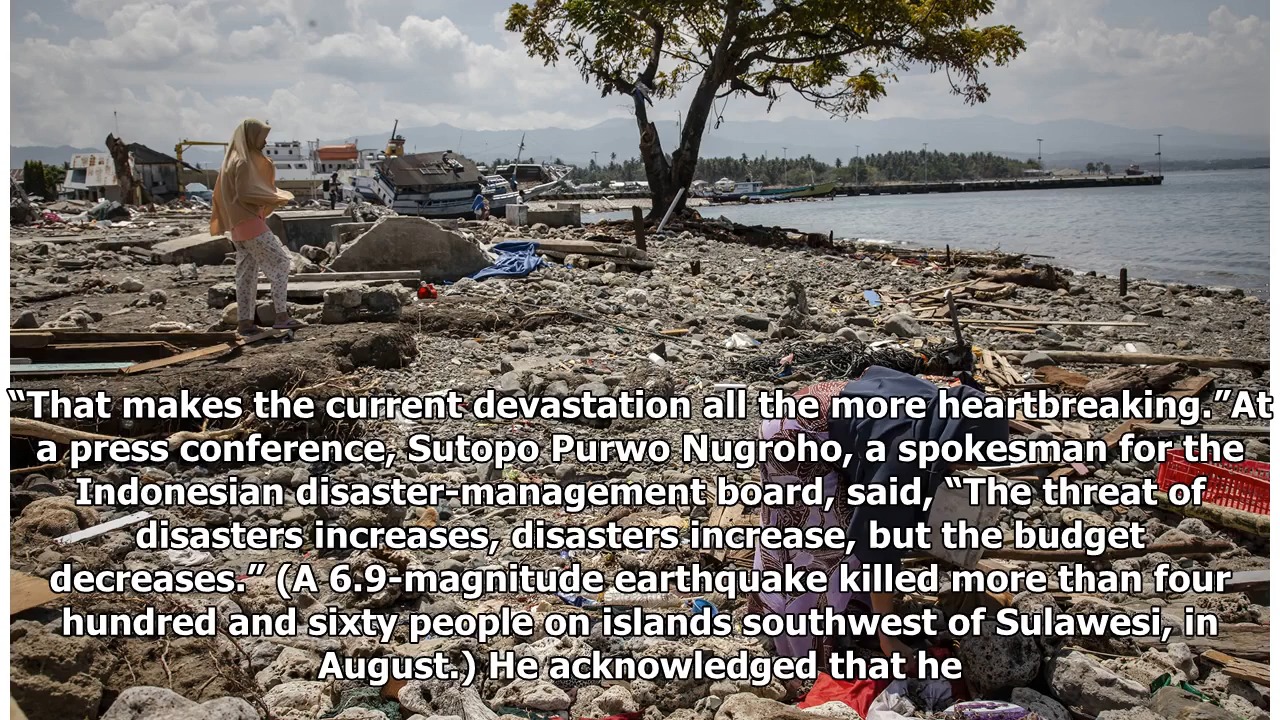 “That makes the current devastation all the more heartbreaking.”At
a press conference, Sutopo Purwo Nugroho, a spokesman for the
Indonesian disaster-management board, said, “The threat of
disasters increases, disasters increase, but the budget
decreases.” (A 6.9-magnitude earthquake killed more than four
hundred and sixty people on islands southwest of Sulawesi, in
August.) He acknowledged that he